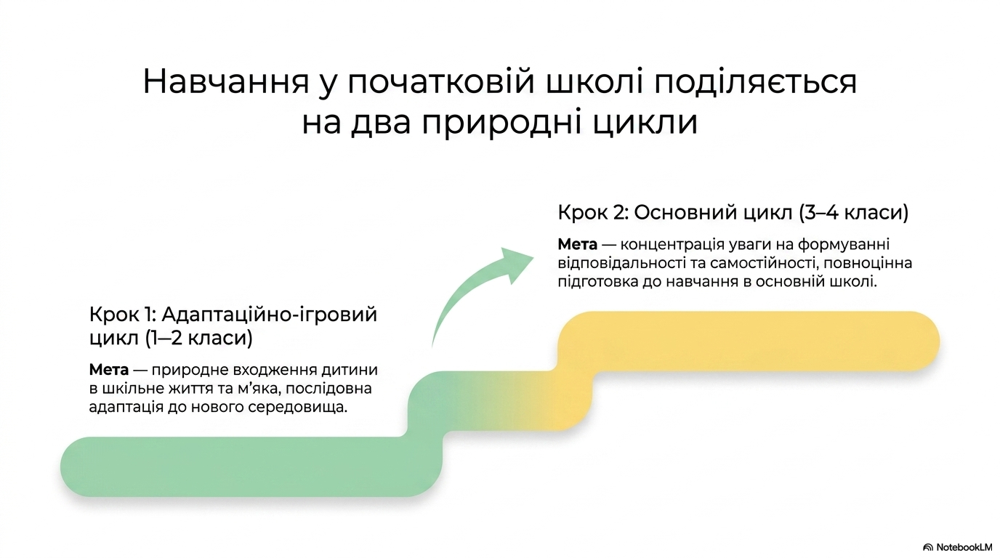 Навчання у початковій школі поділяється
на два природні цикли
Крок 1: Адаптаційно-ігровий
цикл (1–2 класи)
Мета — природне входження дитини
в шкільне життя та м’яка, послідовна
адаптація до нового середовища.
Крок 2: Основний цикл (3–4 класи)
Мета — концентрація уваги на формуванні
відповідальності та самостійності, повноцінна
підготовка до навчання в основній школі.
NotebookLM